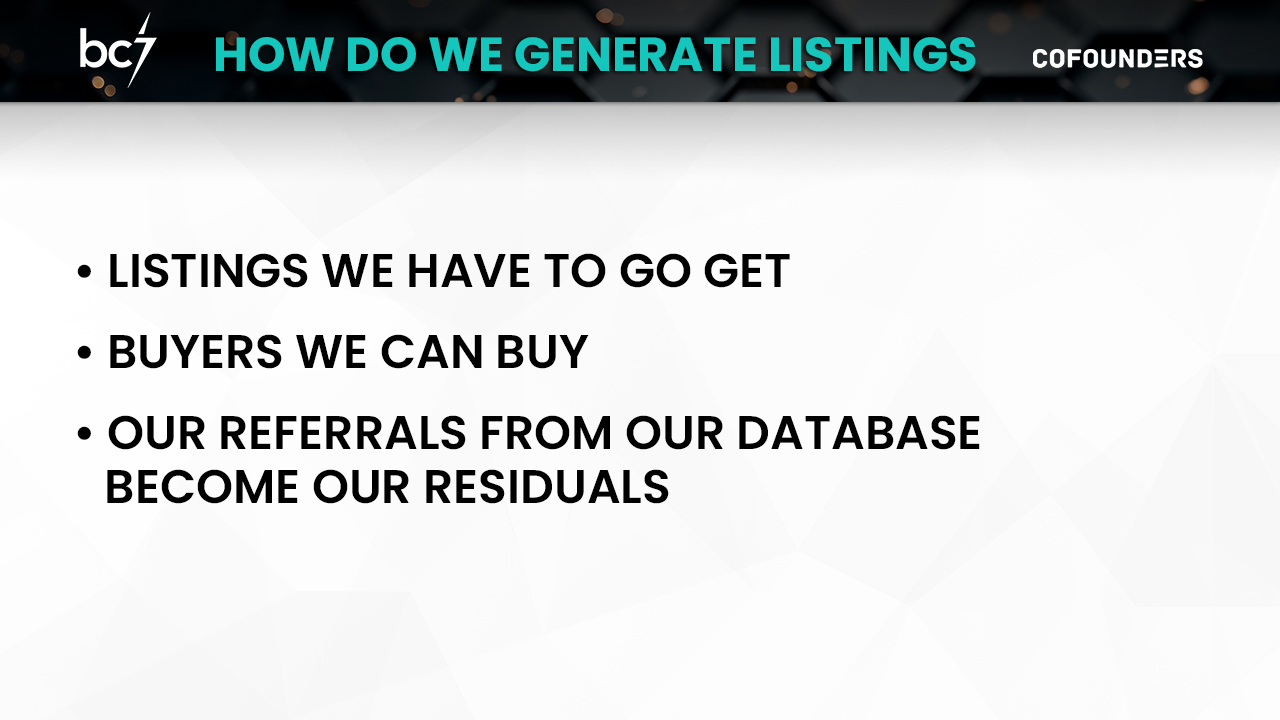 bc7
HOW DO WE GENERATE LISTINGS
COFOUNDERS
• LISTINGS WE HAVE TO GO GET
• BUYERS WE CAN BUY
• OUR REFERRALS FROM OUR DATABASE
BECOME OUR RESIDUALS